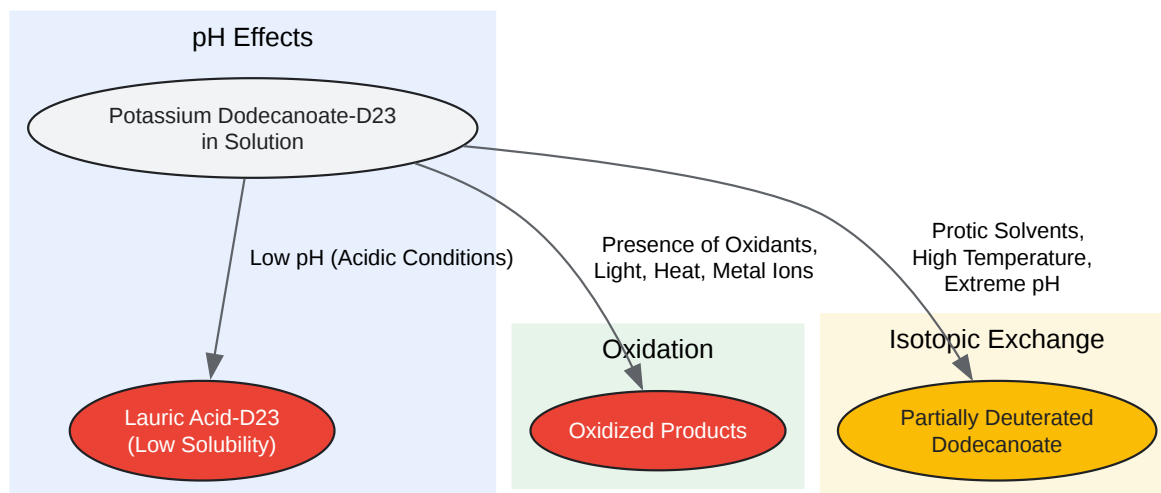 pH Effects
Potassium Dodecanoate-D23
in Solution
Low pH (Acidic Conditions)
Presence of Oxidants,
Light, Heat, Metal Ions
Protic Solvents,
High Temperature,
Extreme pH
Oxidation
Isotopic Exchange
Lauric Acid-D23
(Low Solubility)
Oxidized Products
Partially Deuterated
Dodecanoate